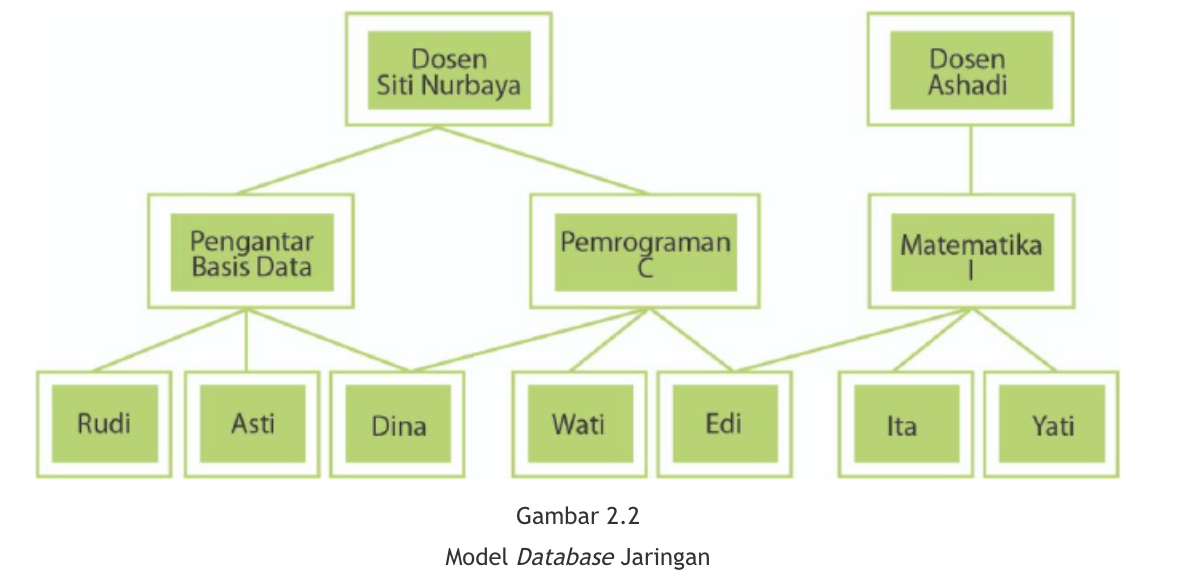 Dosen
Siti Nurbaya
Dosen
Ashadi
Pengantar
Basis Data
Pemrograman
C
Matematika
I
Rudi
Asti
Dina
Wati
Edi
Ita
Yati
Gambar 2.2
Model Database Jaringan